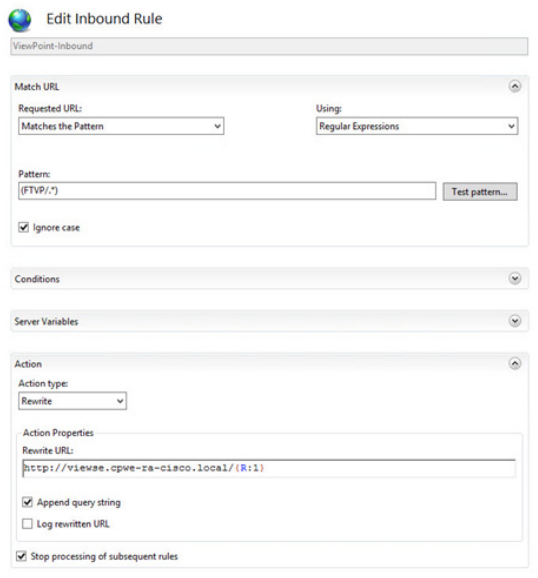 Edit Inbound Rule
ViewPoint-Inbound
Match URL
Requested URL: Using:
Matches the Pattern Regular Expressions
Pattern:
(FTVP/.*) Test pattern...
Ignore case
Conditions
Server Variables
Action
Action type:
Rewrite
Action Properties
Rewrite URL:
http://viewse.cpwe-ra-cisco.local/{R:1}
Append query string
Log rewritten URL
Stop processing of subsequent rules